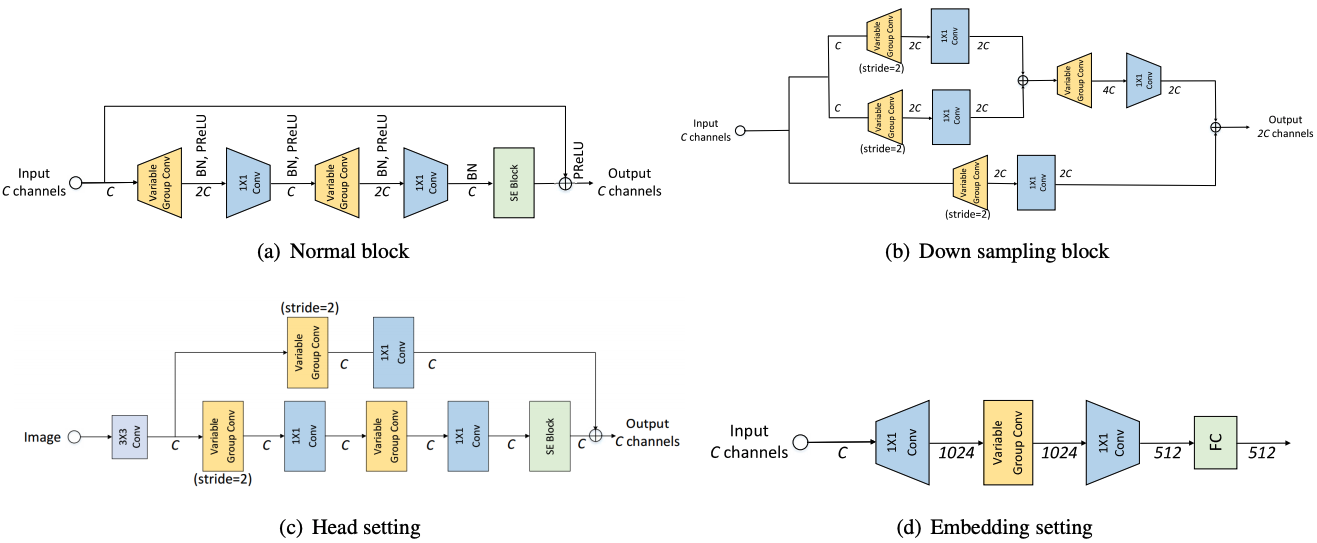 Input
C channels
C
Variable
Group Conv
BN, PReLU
2C
1X1
Conv
BN, PReLU
C
Variable
Group Conv
BN, PReLU
2C
1X1
Conv
BN
C
SE Block
PReLU
Output
C channels
(a) Normal block
Input
C channels
C
Variable
Group Conv
(stride=2)
2C
1X1
Conv
2C
C
Variable
Group Conv
(stride=2)
2C
1X1
Conv
2C
Variable
Group Conv
4C
1X1
Conv
2C
Variable
Group Conv
(stride=2)
2C
1X1
Conv
2C
Output
2C channels
(b) Down sampling block
(stride=2)
Variable
Group Conv
C
1X1
Conv
C
Image
3X3
Conv
C
Variable
Group Conv
(stride=2)
C
1X1
Conv
C
Variable
Group Conv
C
1X1
Conv
C
SE Block
C
Output
C channels
(c) Head setting
Input
C channels
C
1X1
Conv
1024
Variable
Group Conv
1024
1X1
Conv
512
FC
512
(d) Embedding setting